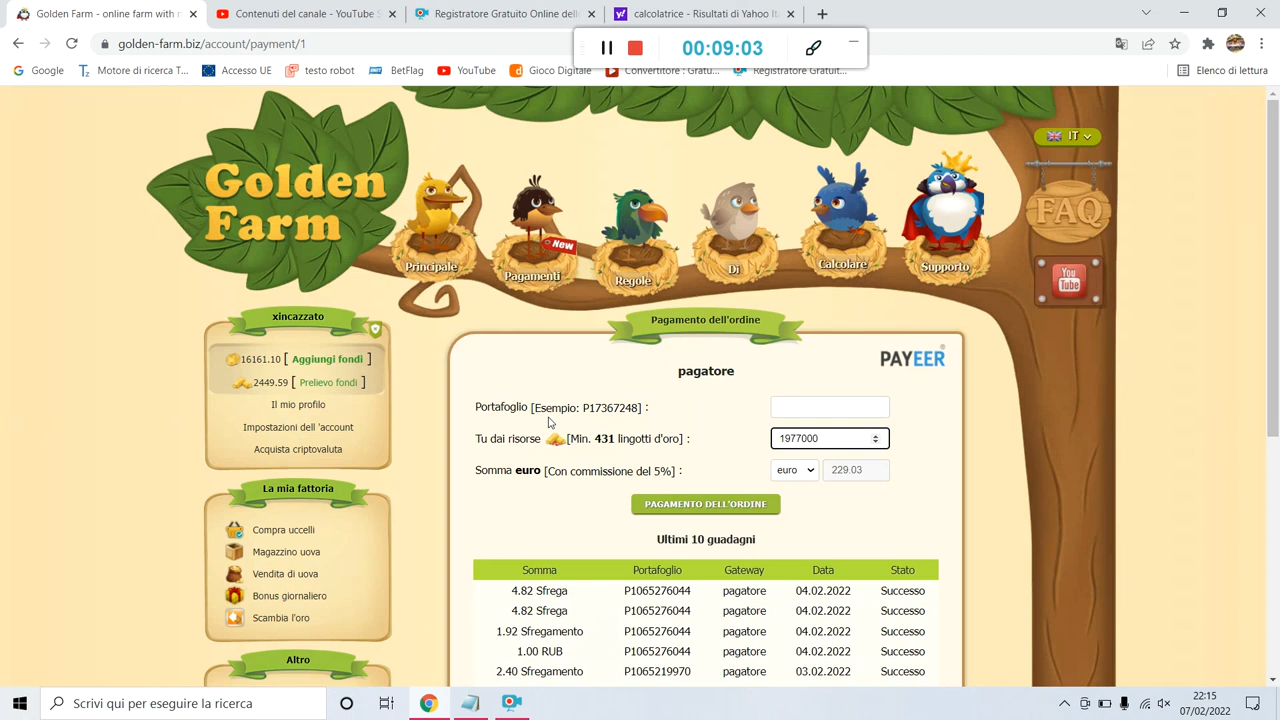 Golden Farm - online farm with r
Contenuti del canale - YouTube S
Registratore Gratuito Online dell
calcolatrice - di Yahoo It
golden-farm.biz/account/payment/1
00:09:03
Google
Motore di ricerca T...
Accesso UE
testo robot
BetFlag
YouTube
Gioco Digitale
Convertitore : Gratu...
Registratore Gratuit...
Elenco di lettura
Golden
Farm
Principale
Pagamenti
New
Regole
Di
Calcolare
Supporto
IT
FAQ
You
Tube
xincazzato
16161.10 [ Aggiungi fondi ]
2449.59 [ Prelievo fondi ]
Il mio profilo
Impostazioni dell 'account
Acquista criptovaluta
La mia fattoria
Compra uccelli
Magazzino uova
Vendita di uova
Bonus giornaliero
Scambia l'oro
Altro
Pagamento dell'ordine
PAYEER
pagatore
Portafoglio [Esempio: P17367248] :
Tu dai risorse [Min. 431 lingotti d'oro] : 1977000
Somma euro [Con commissione del 5%] : euro 229.03
PAGAMENTO DELL'ORDINE
Ultimi 10 guadagni
Somma Portafoglio Gateway Data Stato
4.82 Sfrega P1065276044 pagatore 04.02.2022 Successo
4.82 Sfrega P1065276044 pagatore 04.02.2022 Successo
1.92 Sfregamento P1065276044 pagatore 04.02.2022 Successo
1.00 RUB P1065276044 pagatore 04.02.2022 Successo
2.40 Sfregamento P1065219970 pagatore 03.02.2022 Successo
Scrivi qui per eseguire la ricerca
22:15
07/02/2022